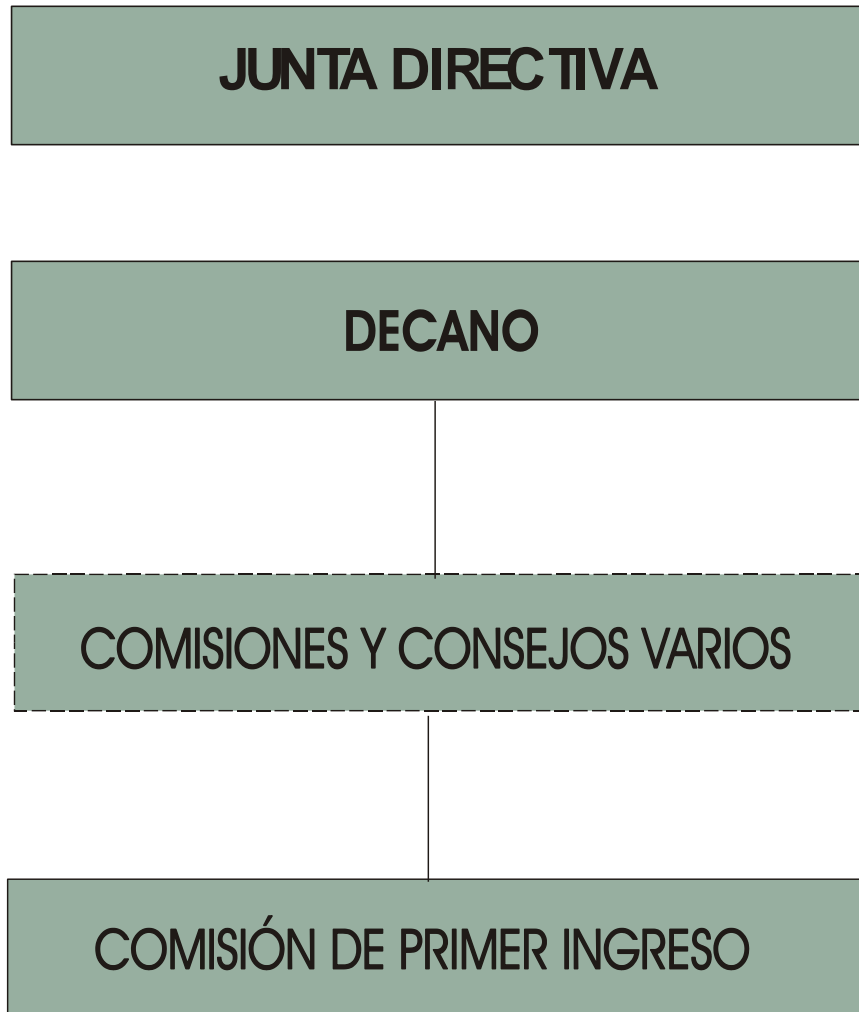 JUNTA DIRECTIVA
DECANO
COMISIONES Y CONSEJOS VARIOS
COMISIÓN DE PRIMER INGRESO